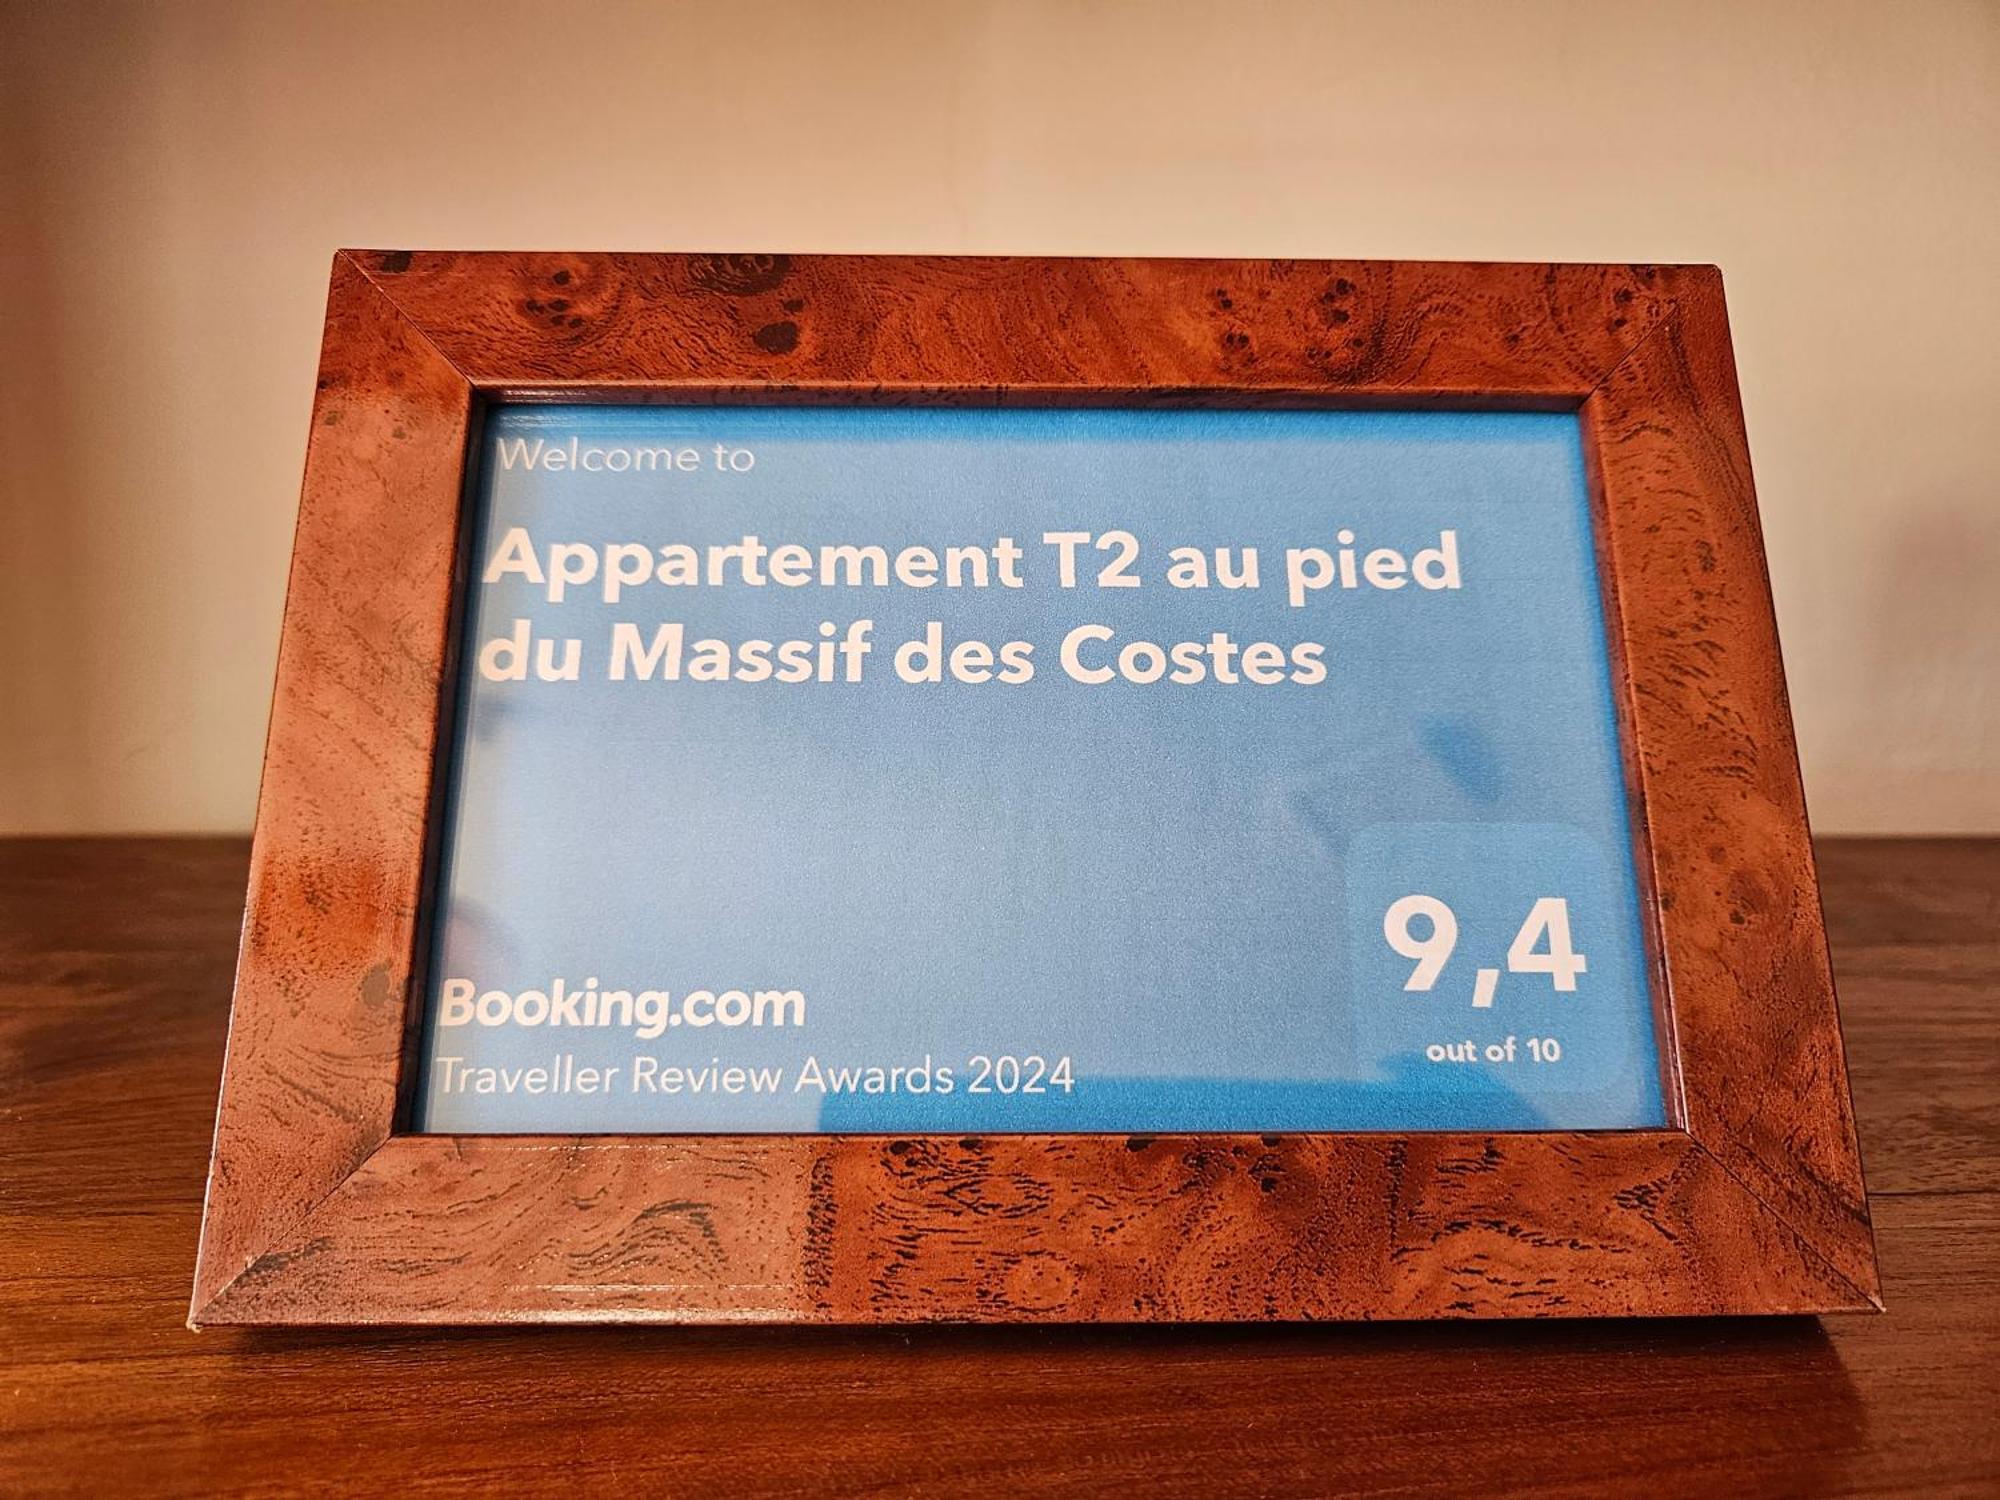 Welcome to
Appartement T2 au pied
du Massif des Costes
9,4
out of 10
Booking.com
Traveller Review Awards 2024